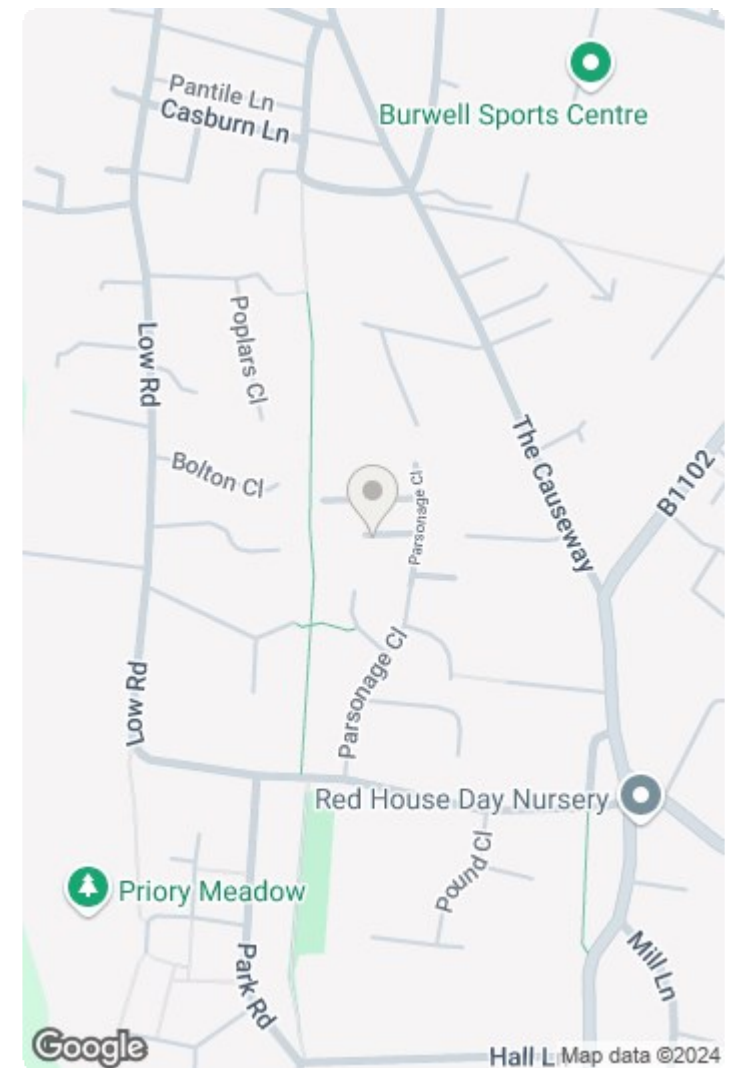 Pantile Ln
Casburn Ln
Burwell Sports Centre
Low Rd
Poplars Cl
Bolton Cl
The Causeway
B1102
Parsonage Cl
Low Rd
Parsonage Cl
Red House Day Nursery
Pound Cl
Priory Meadow
Park Rd
Mill Ln
Google
Hall L
Map data ©2024